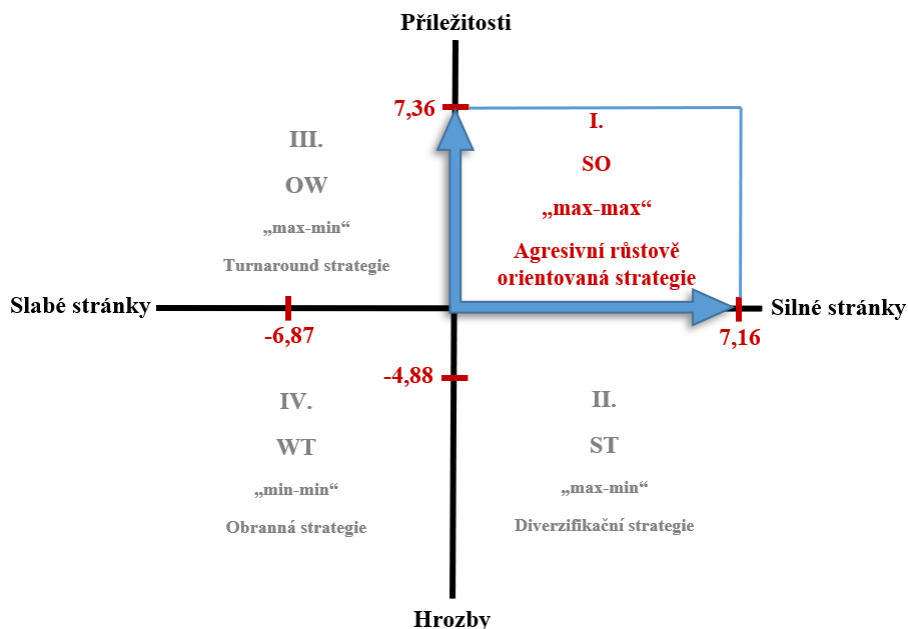 Příležitosti
7,36
I.
SO
„max-max“
Agresivní růstově
orientovaná strategie
III.
OW
„max-min“
Turnaround strategie
Slabé stránky
Silné stránky
-6,87
7,16
-4,88
IV.
WT
„min-min“
Obranná strategie
II.
ST
„max-min“
Diverzifikační strategie
Hrozby